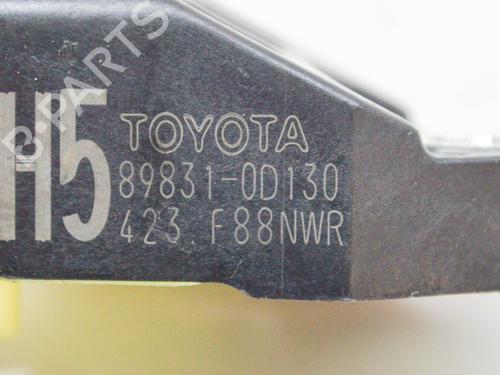 H5
TOYOTA
89831-0D130
423 F88NWR
B-PARTS